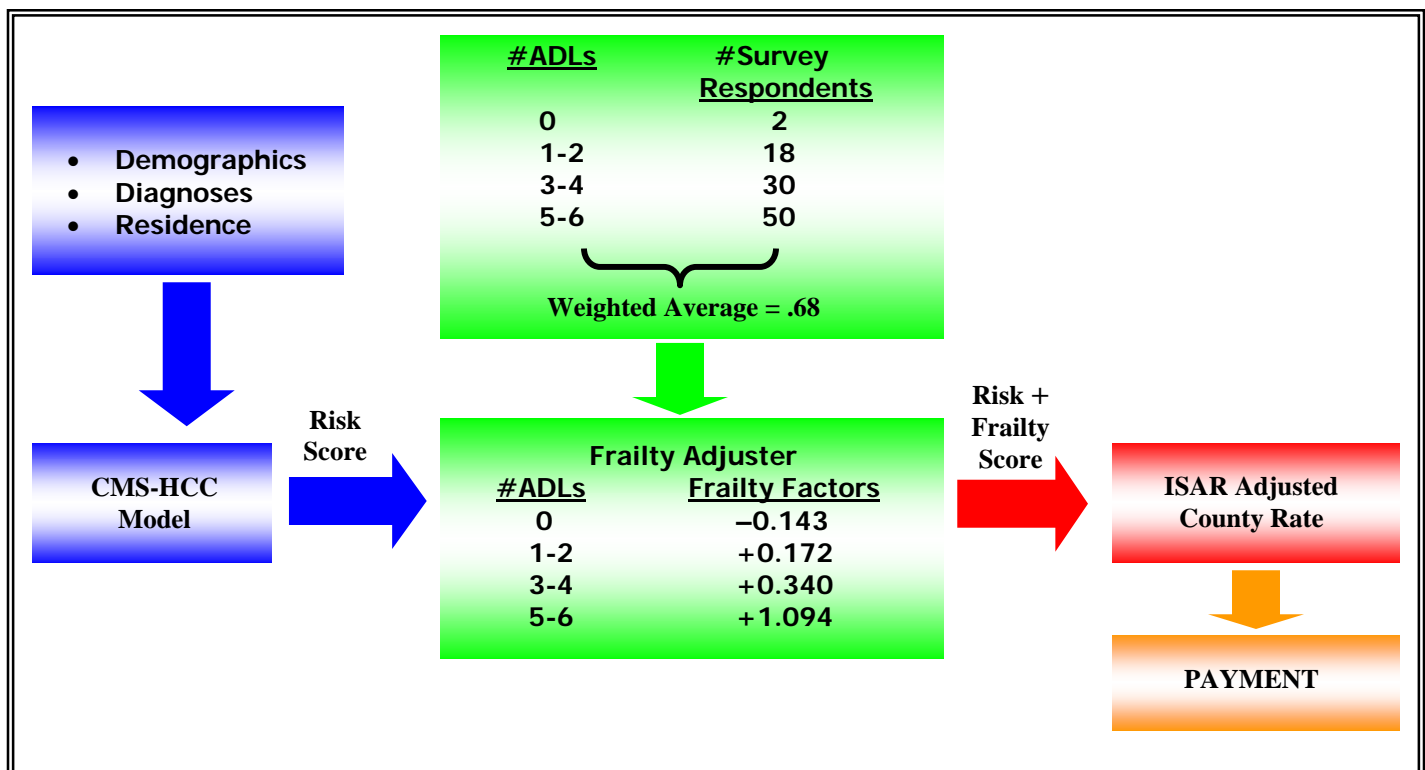 • Demographics
• Diagnoses
• Residence
#ADLs #Survey
Respondents
0 2
1-2 18
3-4 30
5-6 50
Weighted Average = .68
CMS-HCC
Model
Risk
Score
Frailty Adjuster
#ADLs Frailty Factors
0 –0.143
1-2 +0.172
3-4 +0.340
5-6 +1.094
Risk +
Frailty
Score
ISAR Adjusted
County Rate
PAYMENT